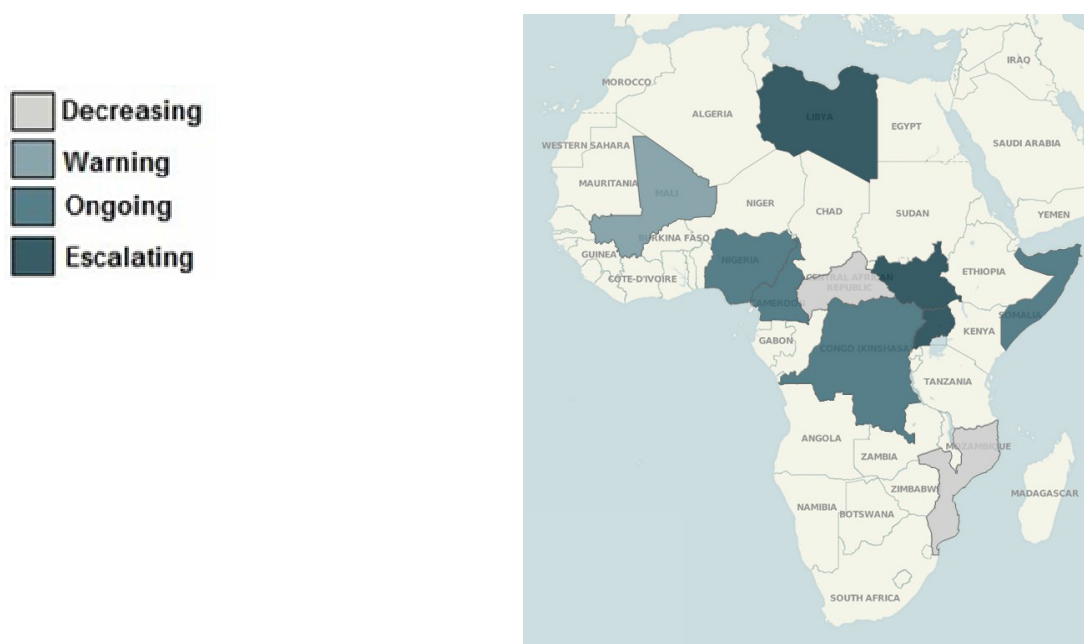 Decreasing
Warning
Ongoing
Escalating
IRAQ
MOROCCO
ALGERIA
LIBYA
EGYPT
WESTERN SAHARA
SAUDI ARABIA
MAURITANIA
MALI
NIGER
CHAD
SUDAN
YEMEN
BURKINA FASO
GUINEA
NIGERIA
ETHIOPIA
COTE-D'IVOIRE
CENTRAL AFRICAN
REPUBLIC
CAMEROON
SOMALIA
KENYA
GABON
CONGO (KINSHASA)
TANZANIA
ANGOLA
MOZAMBIQUE
ZAMBIA
ZIMBABW
MADAGASCAR
NAMIBIA
BOTSWANA
SOUTH AFRICA